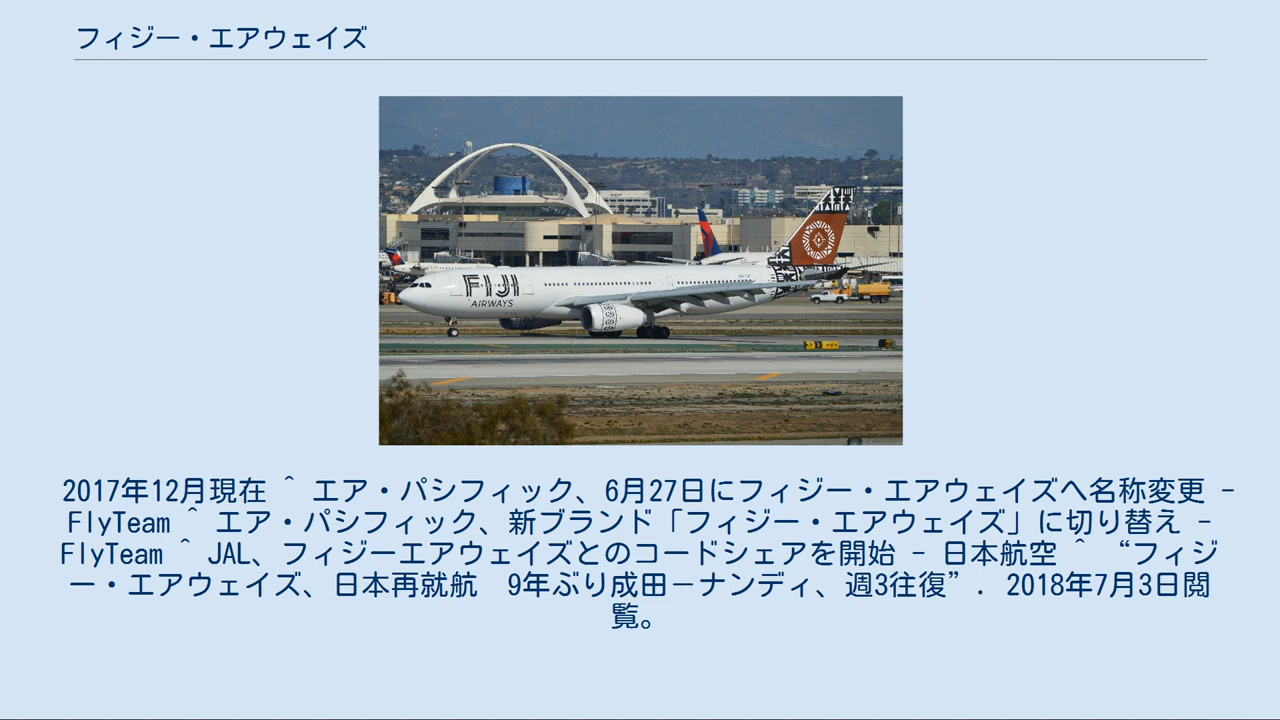 フィジー・エアウェイズ
FIJI
AIRWAYS
2017年12月現在 ^ エア・パシフィック、6月27日にフィジー・エアウェイズへ名称変更 -
FlyTeam ^ エア・パシフィック、新ブランド「フィジー・エアウェイズ」に切り替え -
FlyTeam ^ JAL、フィジーエアウェイズとのコードシェアを開始 - 日本航空 ^ “フィジ
ー・エアウェイズ、日本再就航　9年ぶり成田－ナンディ、週3往復”. 2018年7月3日閲
覧。